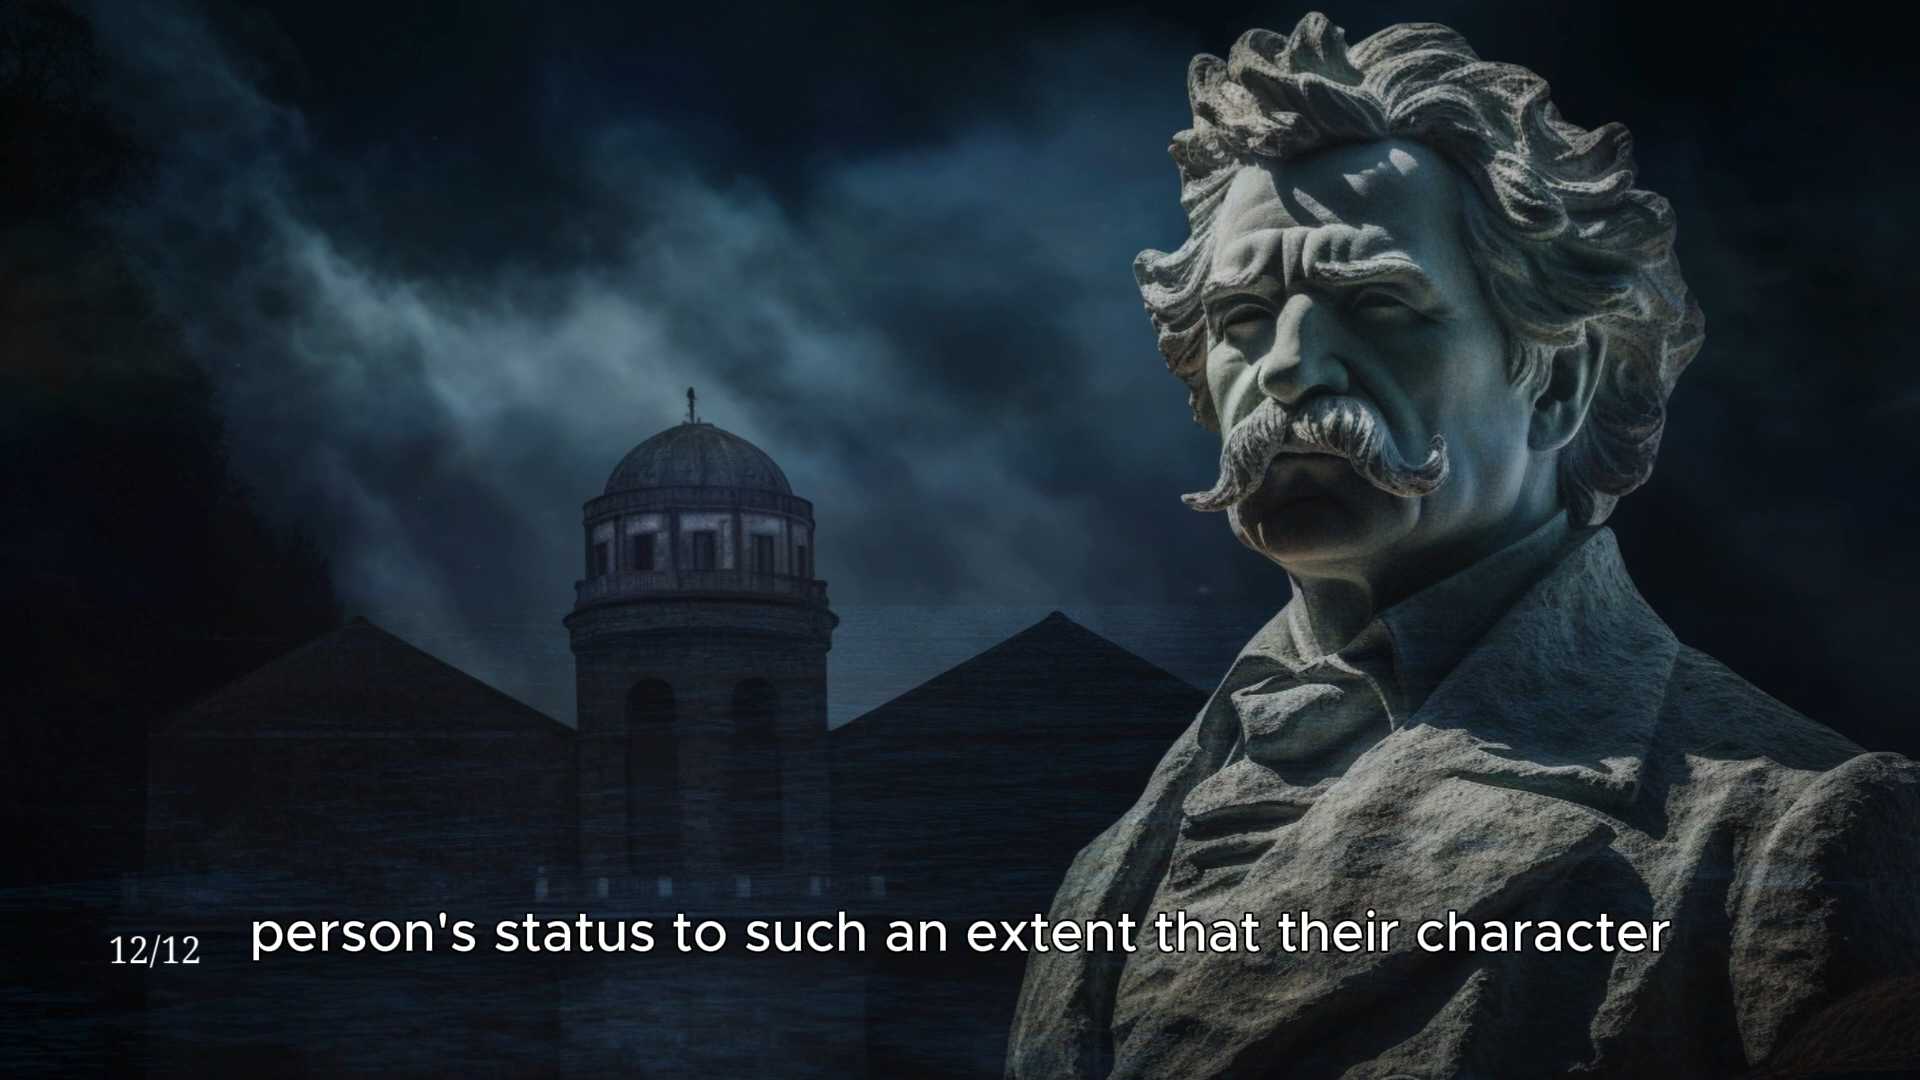 12/12
person's status to such an extent that their character